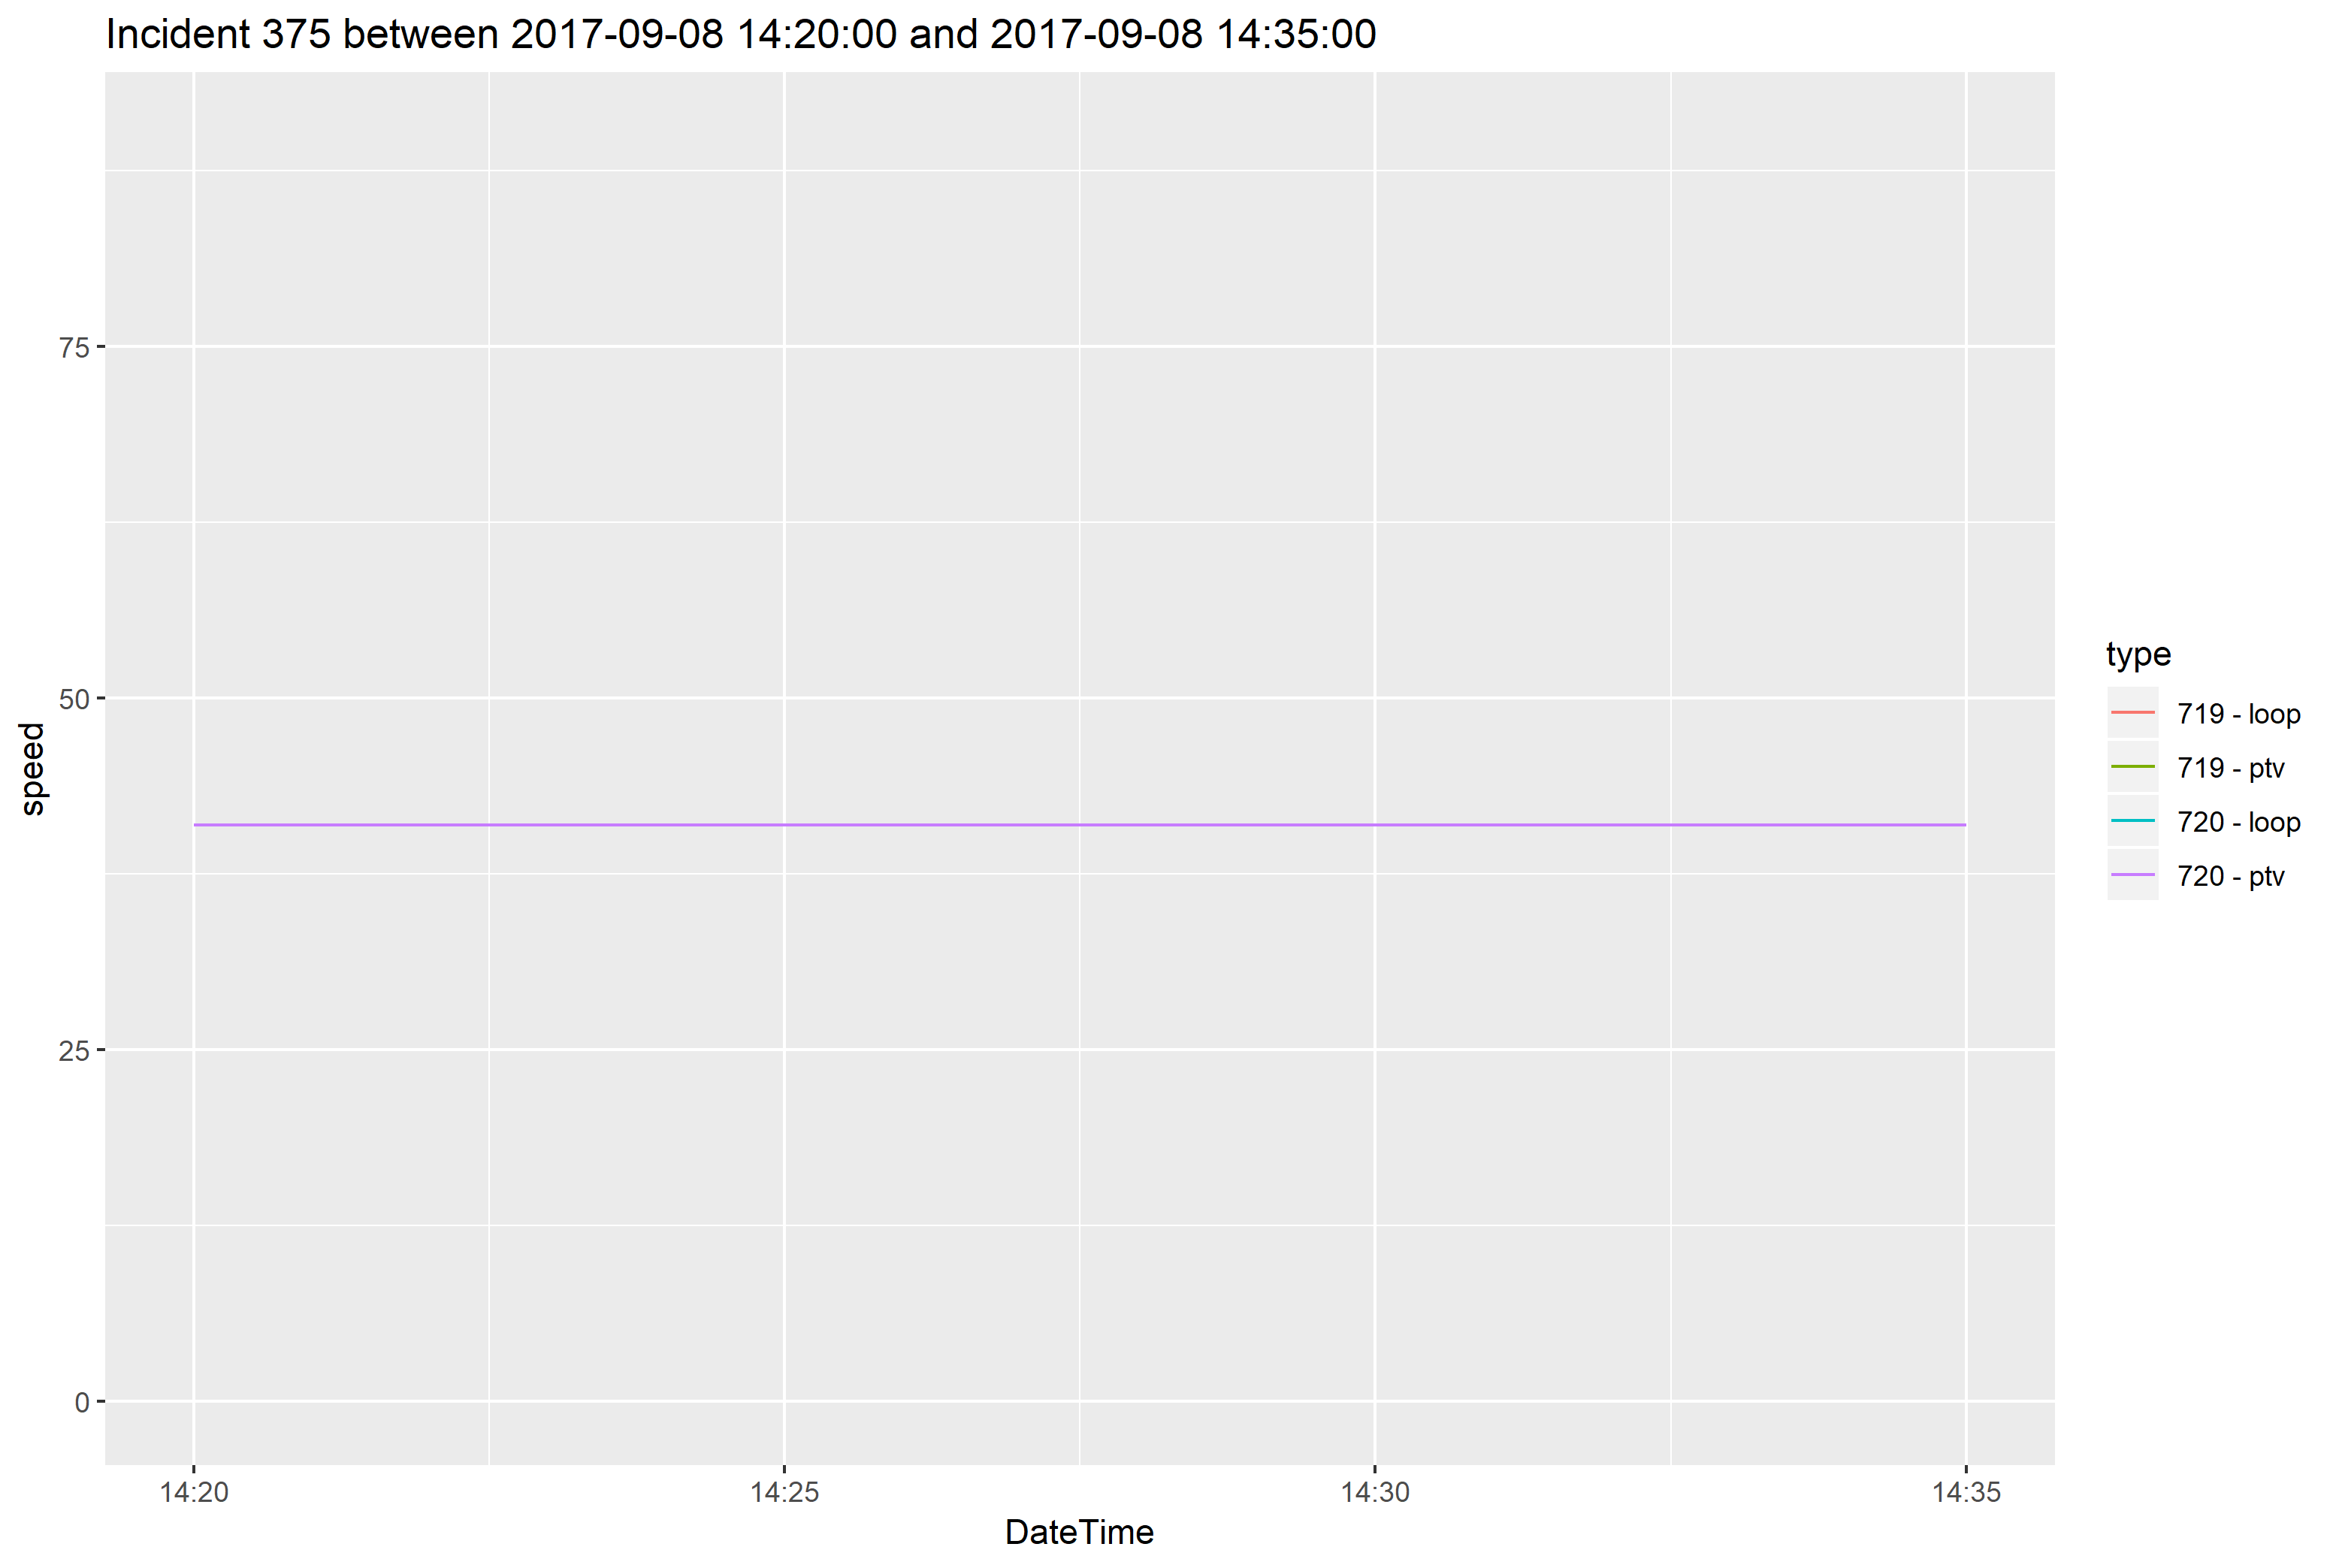 Incident 375 between 2017-09-08 14:20:00 and 2017-09-08 14:35:00
75
50
25
0
speed
14:20 14:25 14:30 14:35
DateTime
type
719 - loop
719 - ptv
720 - loop
720 - ptv